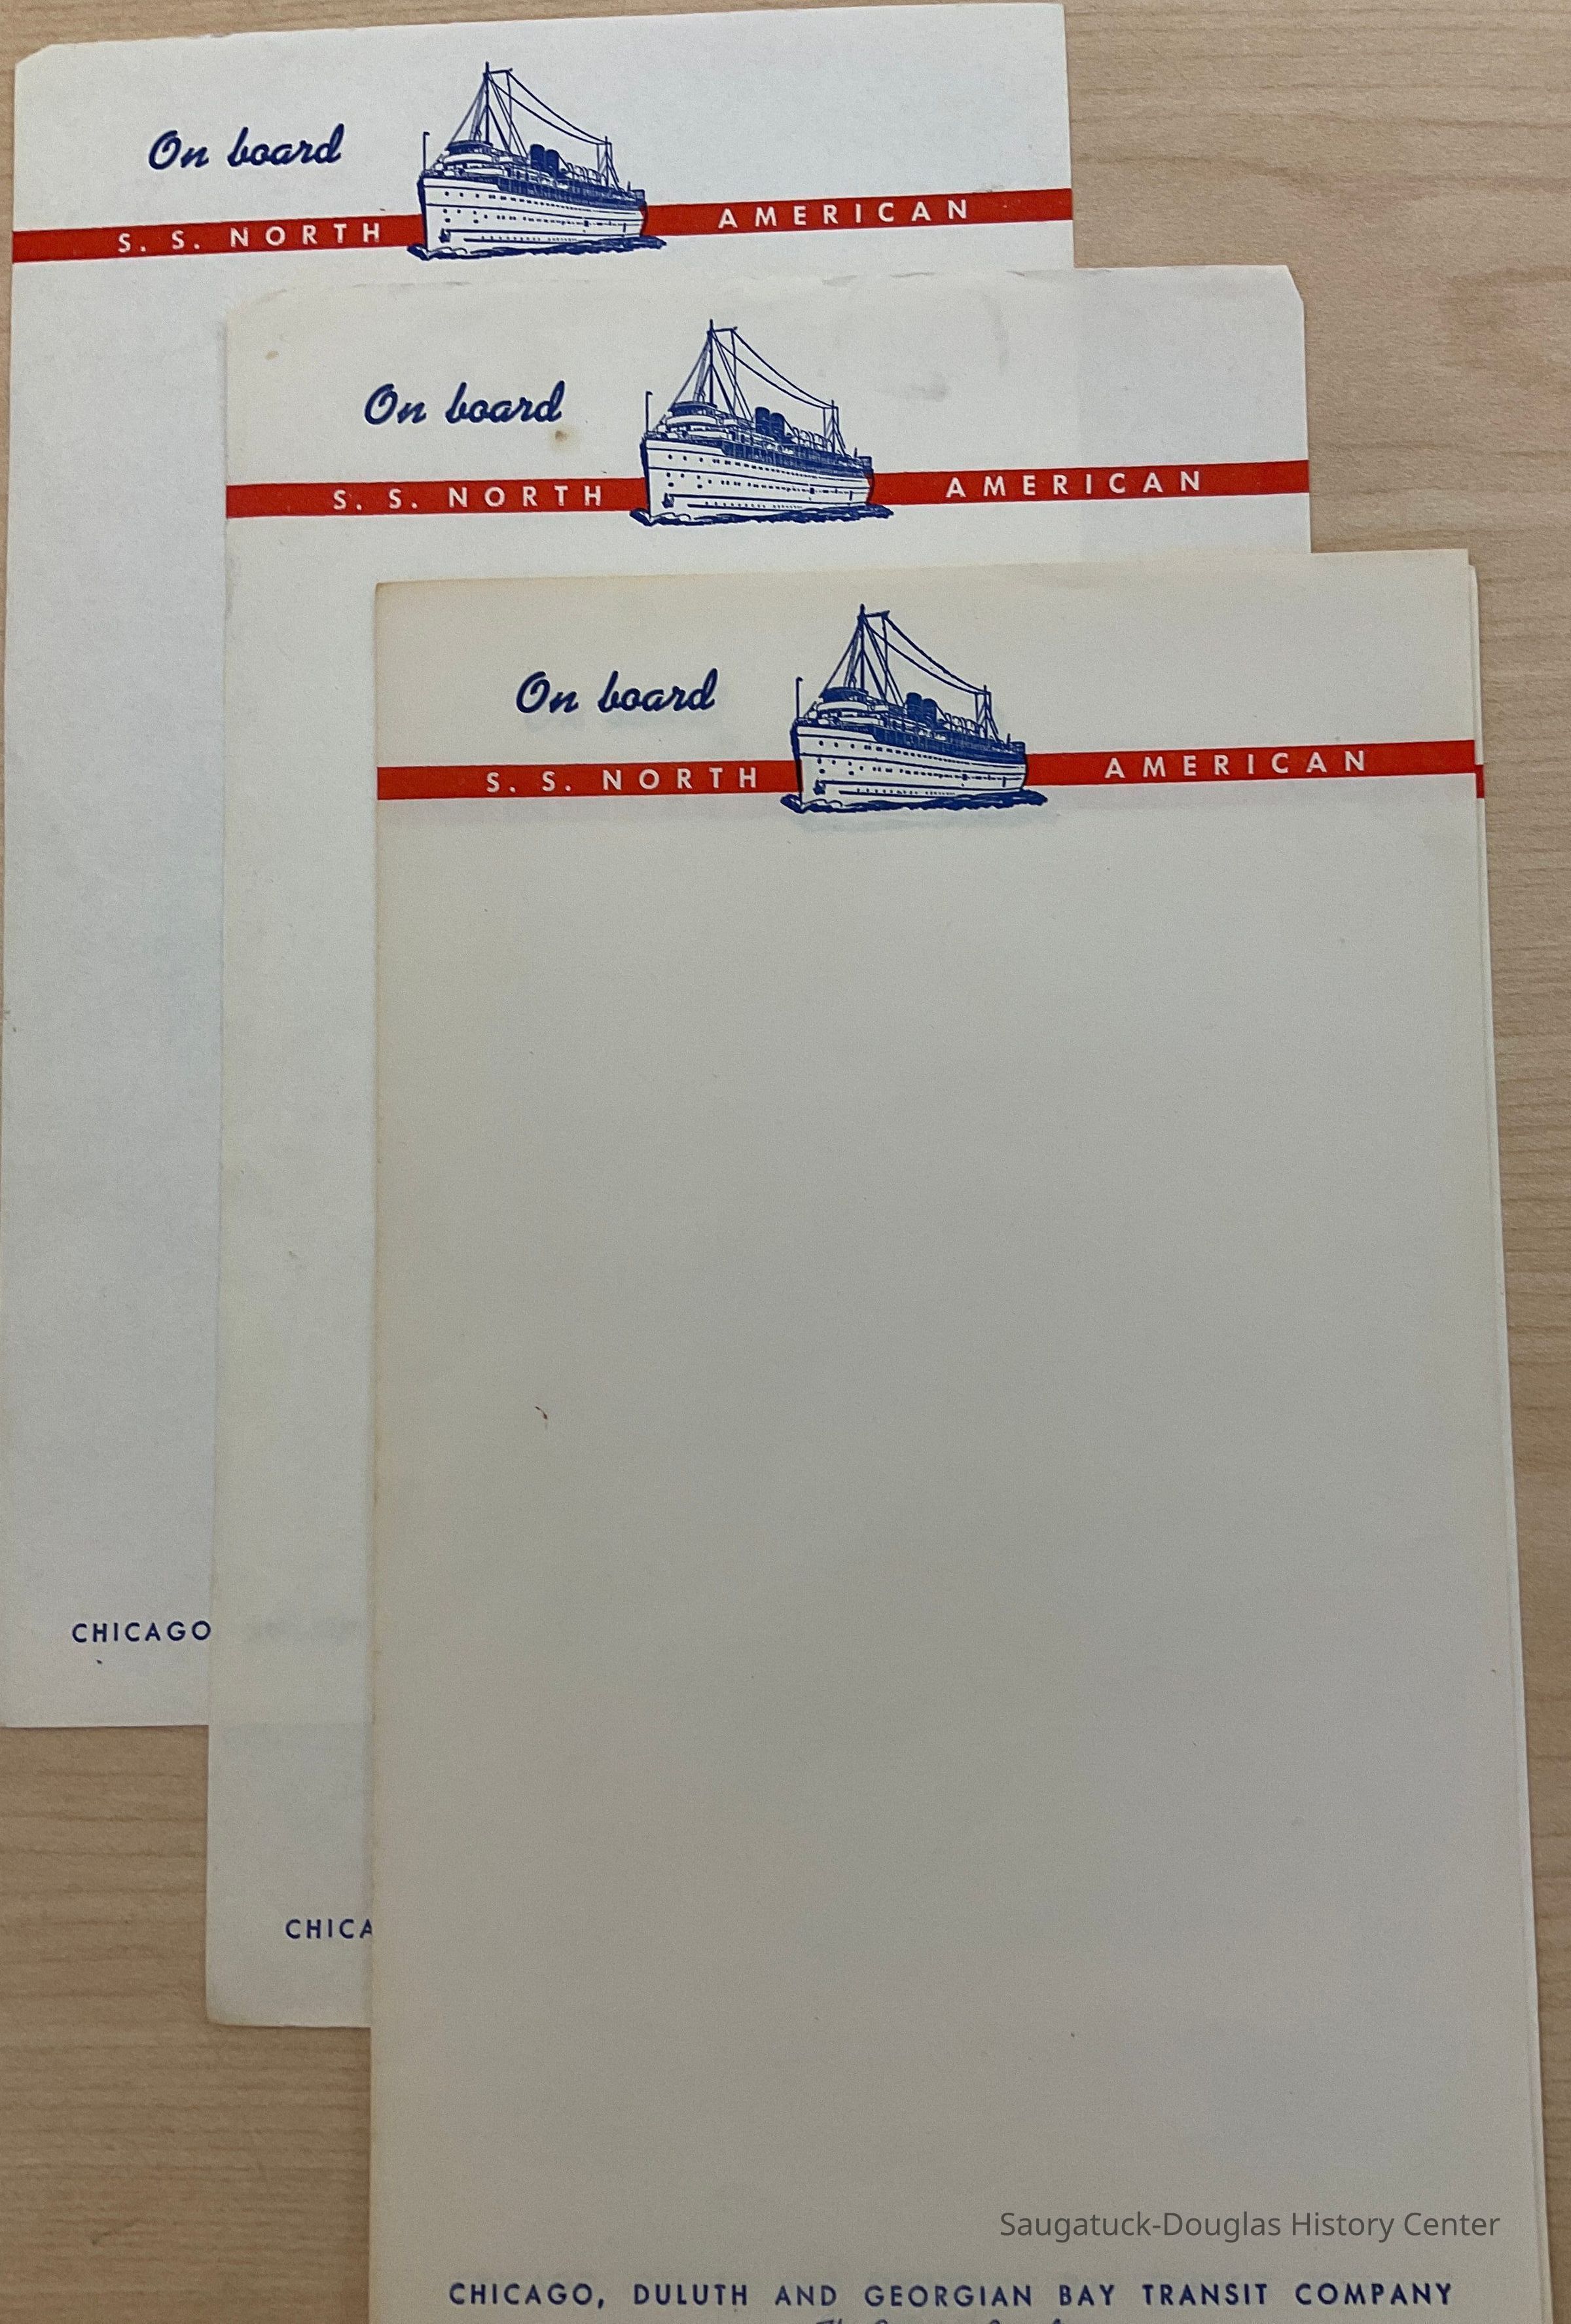 On board
S. S. NORTH AMERICAN
On board
S. S. NORTH AMERICAN
On board
S. S. NORTH AMERICAN
CHICAGO
CHICA
Saugatuck-Douglas History Center
CHICAGO, DULUTH AND GEORGIAN BAY TRANSIT COMPANY